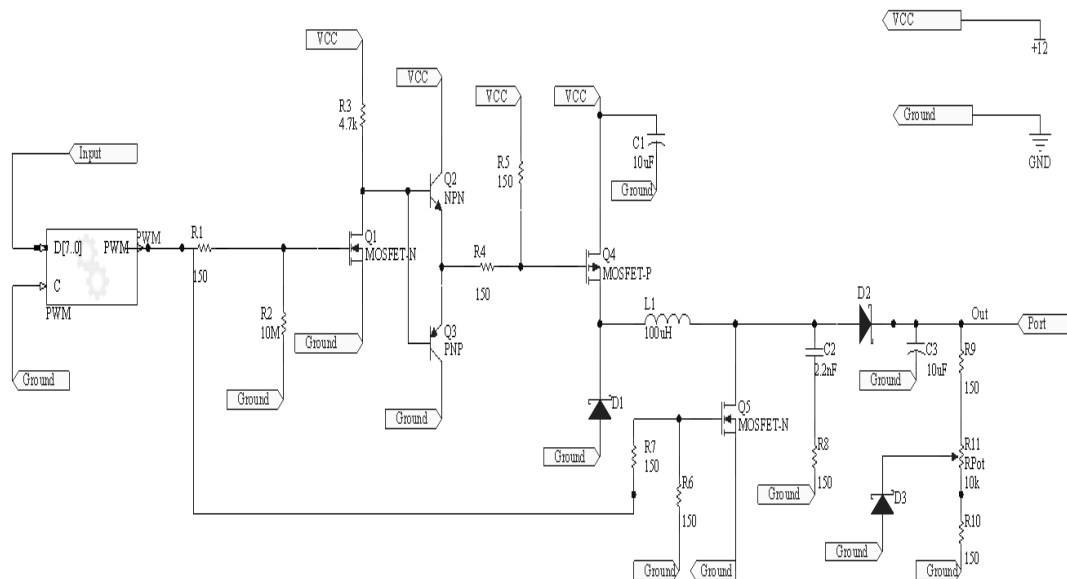 VCC
+12
Ground
GND
VCC
R3
4.7k
VCC
VCC
R5
150
VCC
C1
10uF
Ground
Input
D[7..0]
PWM
PWM
C
PWM
Ground
R1
150
R2
10M
Ground
Q1
MOSFET-N
Ground
Q2
NPN
R4
150
Q3
PNP
Ground
Q4
MOSFET-P
L1
100uH
D1
Ground
D2
Out
Port
C2
2.2nF
C3
10uF
Ground
R9
150
Q5
MOSFET-N
R7
150
R6
150
Ground
Ground
R8
150
Ground
R11
RPot
10k
D3
Ground
R10
150
Ground